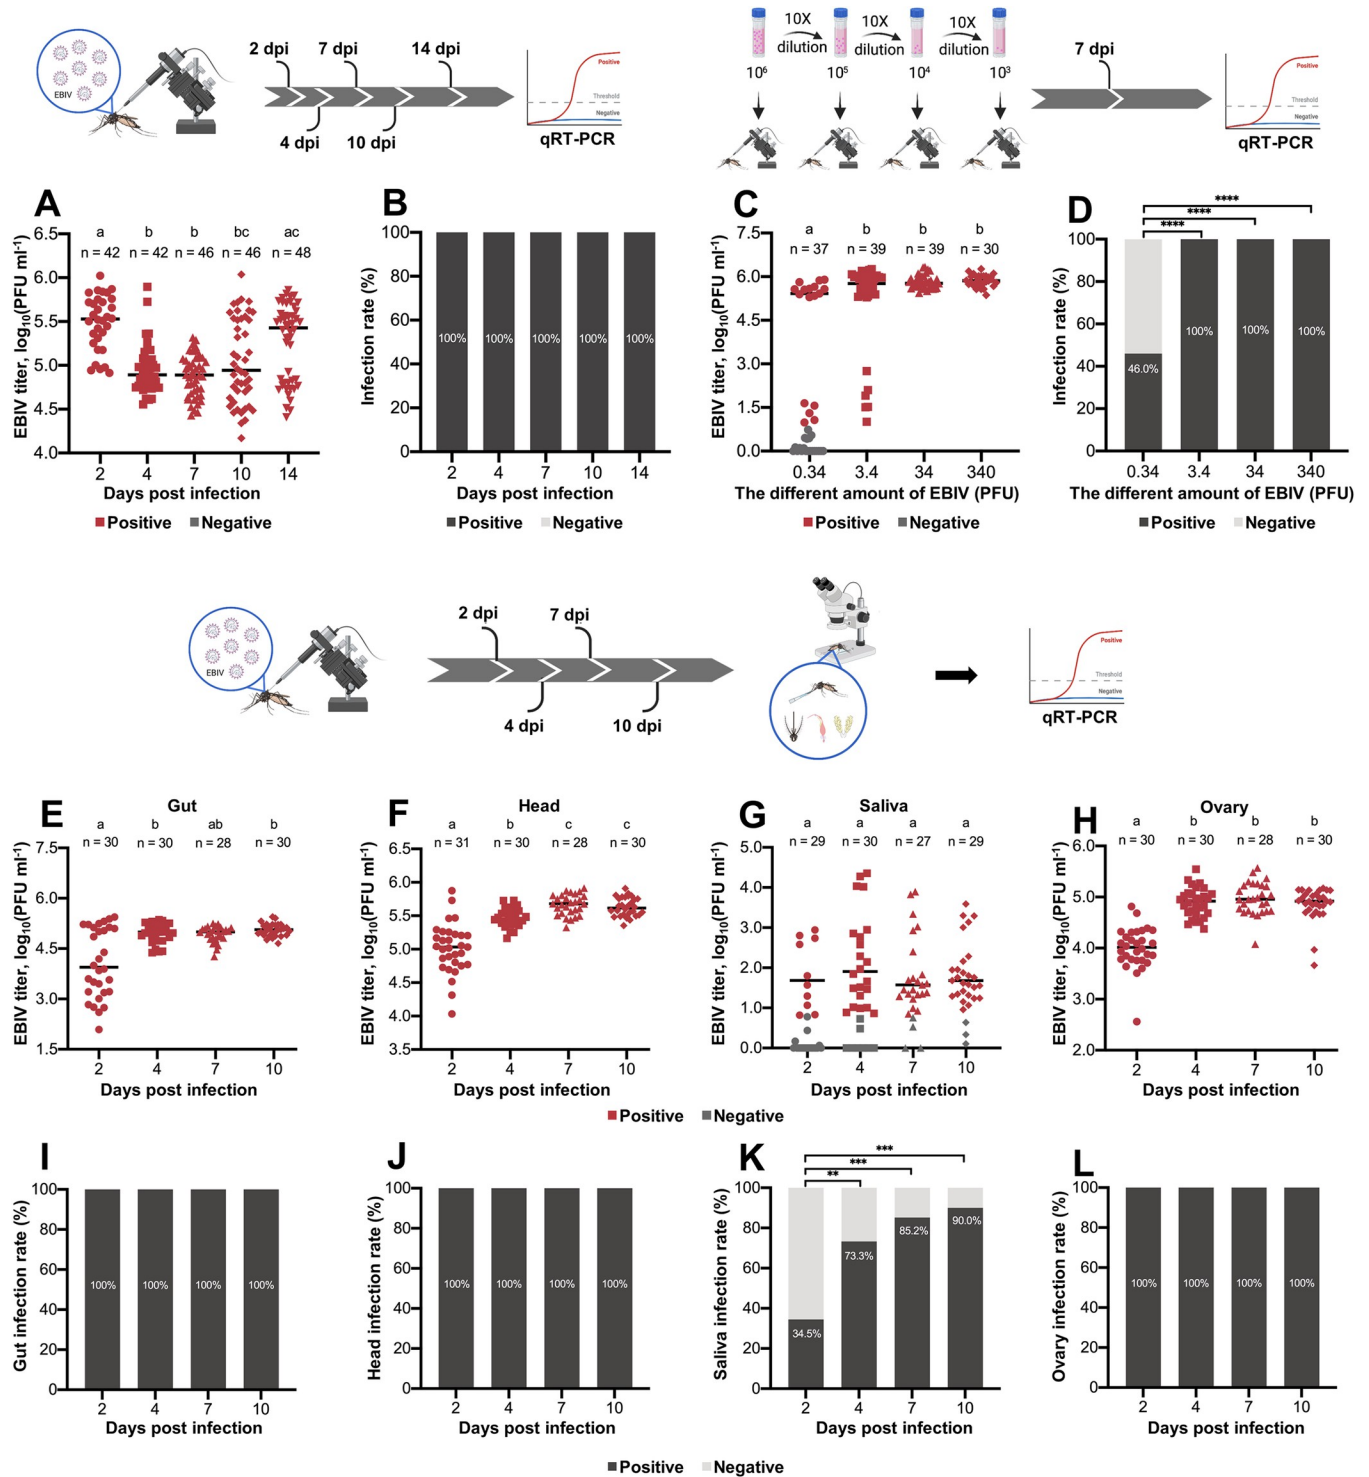 EBIV
2 dpi 7 dpi 14 dpi
4 dpi 10 dpi
Positive
Threshold
Negative
qRT-PCR
10X dilution 10X dilution 10X dilution
10⁶ 10⁵ 10⁴ 10³
7 dpi
Positive
Threshold
Negative
qRT-PCR
A
a b b bc ac
n = 42 n = 42 n = 46 n = 46 n = 48
EBIV titer, log₁₀(PFU ml⁻¹)
6.5
6.0
5.5
5.0
4.5
4.0
2 4 7 10 14
Days post infection
Positive Negative
B
Infection rate (%)
100
80
60
40
20
0
100% 100% 100% 100% 100%
2 4 7 10 14
Days post infection
Positive Negative
C
a b b b
n = 37 n = 39 n = 39 n = 30
EBIV titer, log₁₀(PFU ml⁻¹)
7.5
6.0
4.5
3.0
1.5
0.0
0.34 3.4 34 340
The different amount of EBIV (PFU)
Positive Negative
D
****
****
****
Infection rate (%)
100
80
60
40
20
0
46.0% 100% 100% 100%
0.34 3.4 34 340
The different amount of EBIV (PFU)
Positive Negative
EBIV
2 dpi 7 dpi
4 dpi 10 dpi
Positive
Threshold
Negative
qRT-PCR
E
Gut
a b ab b
n = 30 n = 30 n = 28 n = 30
EBIV titer, log₁₀(PFU ml⁻¹)
7.5
6.0
4.5
3.0
1.5
2 4 7 10
Days post infection
F
Head
a b c c
n = 31 n = 30 n = 28 n = 30
EBIV titer, log₁₀(PFU ml⁻¹)
6.5
6.0
5.5
5.0
4.5
4.0
3.5
2 4 7 10
Days post infection
G
Saliva
a a a a
n = 29 n = 30 n = 27 n = 29
EBIV titer, log₁₀(PFU ml⁻¹)
5.0
4.0
3.0
2.0
1.0
0.0
2 4 7 10
Days post infection
H
Ovary
a b b b
n = 30 n = 30 n = 28 n = 30
EBIV titer, log₁₀(PFU ml⁻¹)
6.0
5.0
4.0
3.0
2.0
2 4 7 10
Days post infection
Positive Negative
I
Gut infection rate (%)
100
80
60
40
20
0
100% 100% 100% 100%
2 4 7 10
Days post infection
J
Head infection rate (%)
100
80
60
40
20
0
100% 100% 100% 100%
2 4 7 10
Days post infection
K
***
***
**
Saliva infection rate (%)
100
80
60
40
20
0
34.5% 73.3% 85.2% 90.0%
2 4 7 10
Days post infection
L
Ovary infection rate (%)
100
80
60
40
20
0
100% 100% 100% 100%
2 4 7 10
Days post infection
Positive Negative